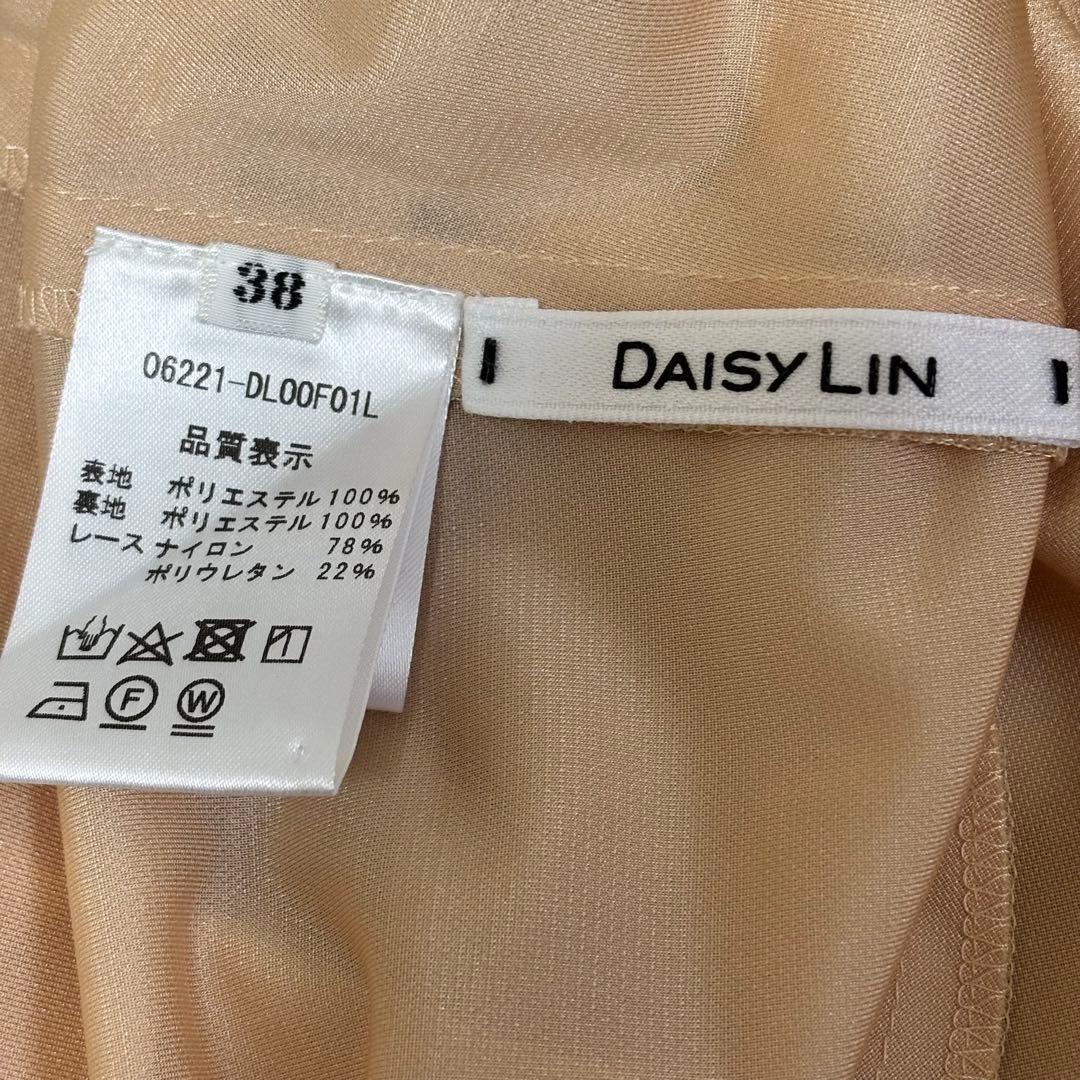 38
06221-DL00F01L
品質表示
表地 ポリエステル 100%
裏地 ポリエステル 100%
レース ナイロン 78%
ポリウレタン 22%
F W
DAISY LIN